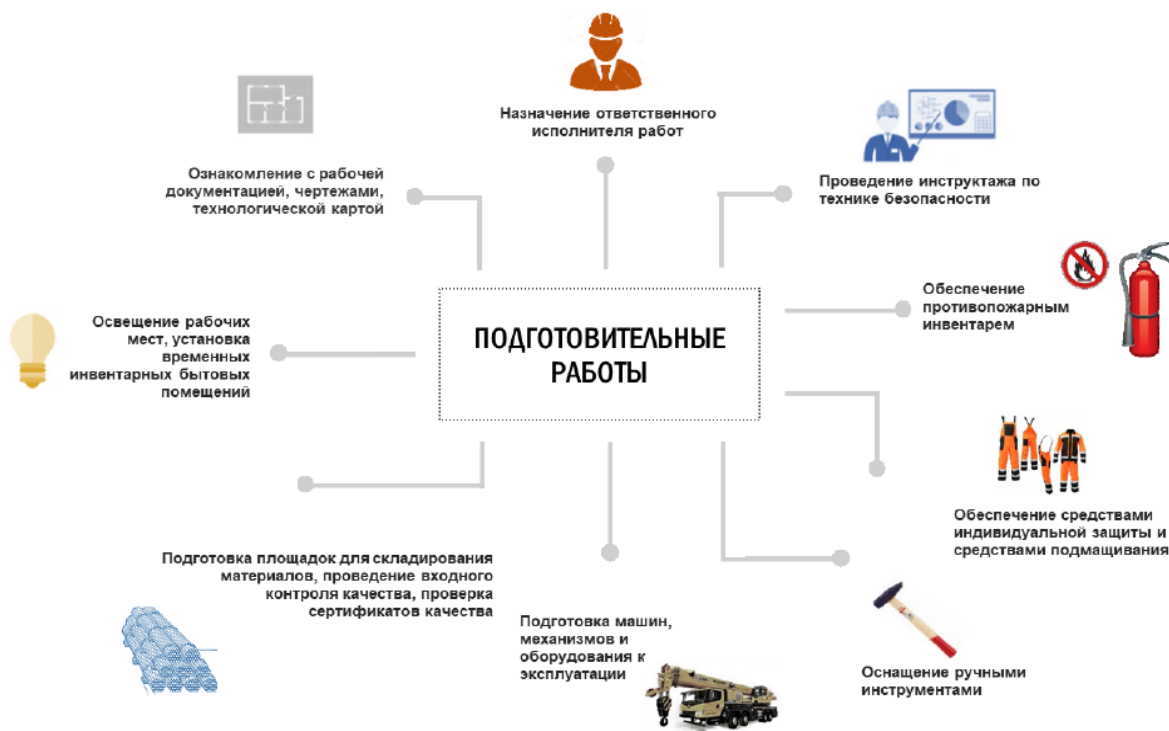 Назначение ответственного
исполнителя работ
Ознакомление с рабочей
документацией, чертежами,
технологической картой
Проведение инструктажа по
технике безопасности
Обеспечение
противопожарным
инвентарем
Освещение рабочих
мест, установка
временных
инвентарных бытовых
помещений
ПОДГОТОВИТЕЛЬНЫЕ
РАБОТЫ
Обеспечение средствами
индивидуальной защиты и
средствами подмащивания
Подготовка площадок для складирования
материалов, проведение входного
контроля качества, проверка
сертификатов качества
Подготовка машин,
механизмов и
оборудования к
эксплуатации
Оснащение ручными
инструментами